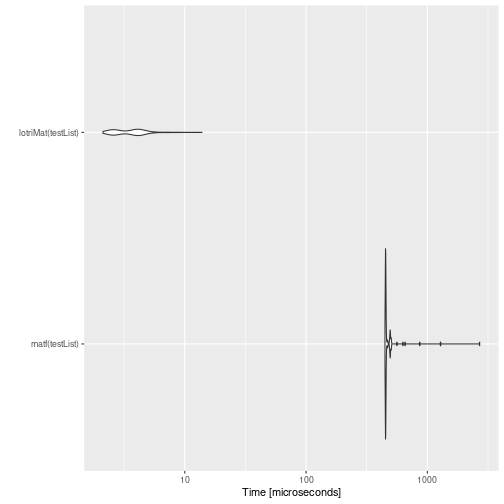 lotriMat(testList)
matf(testList)
10
100
1000
Time [microseconds]